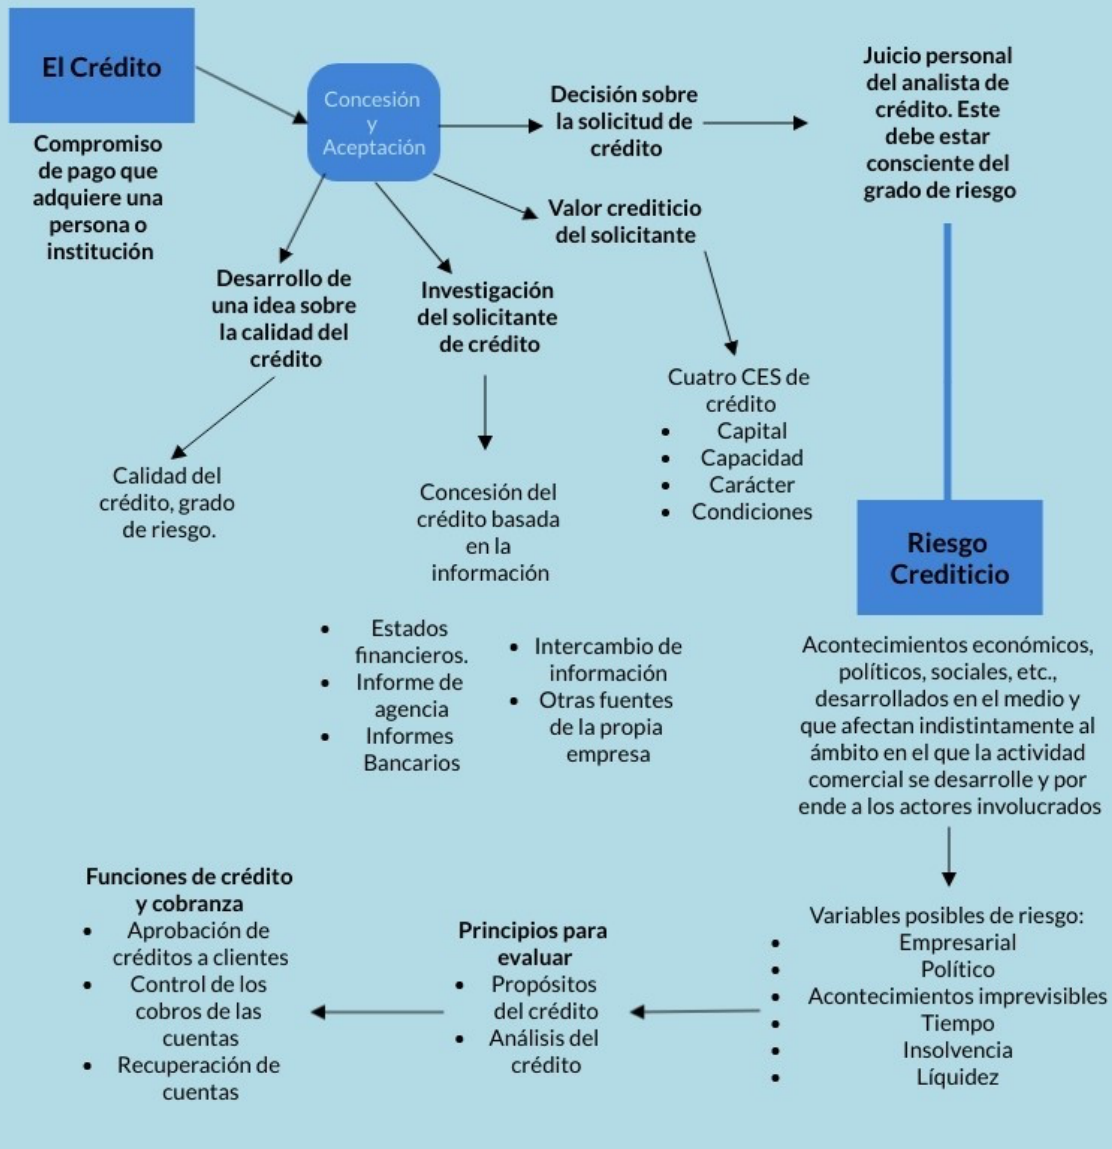 El Crédito
Compromiso
de pago que
adquiere una
persona o
institución
Concesión
y
Aceptación
Decisión sobre
la solicitud de
crédito
Juicio personal
del analista de
crédito. Este
debe estar
consciente del
grado de riesgo
Valor crediticio
del solicitante
Desarrollo de
una idea sobre
la calidad del
crédito
Investigación
del solicitante
de crédito
Cuatro CES de
crédito
• Capital
• Capacidad
• Carácter
• Condiciones
Calidad del
crédito, grado
de riesgo.
Concesión del
crédito basada
en la
información
• Estados
financieros.
• Informe de
agencia
• Informes
Bancarios
• Intercambio de
información
• Otras fuentes
de la propia
empresa
Riesgo
Crediticio
Acontecimientos económicos,
políticos, sociales, etc.,
desarrollados en el medio y
que afectan indistintamente al
ámbito en el que la actividad
comercial se desarrolle y por
ende a los actores involucrados
Variables posibles de riesgo:
• Empresarial
• Político
• Acontecimientos imprevisibles
• Tiempo
• Insolvencia
• Líquidez
Principios para
evaluar
• Propósitos
del crédito
• Análisis del
crédito
Funciones de crédito
y cobranza
• Aprobación de
créditos a clientes
• Control de los
cobros de las
cuentas
• Recuperación de
cuentas